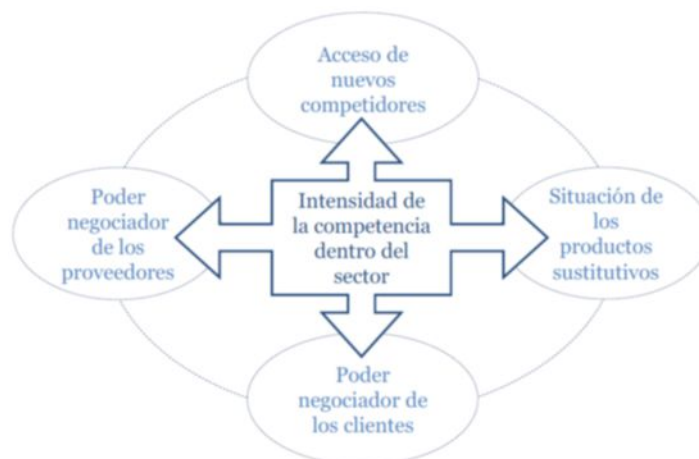 Acceso de
nuevos
competidores
Poder
negociador
de los
proveedores
Intensidad de
la competencia
dentro del
sector
Situación de
los
productos
sustitutivos
Poder
negociador de
los clientes